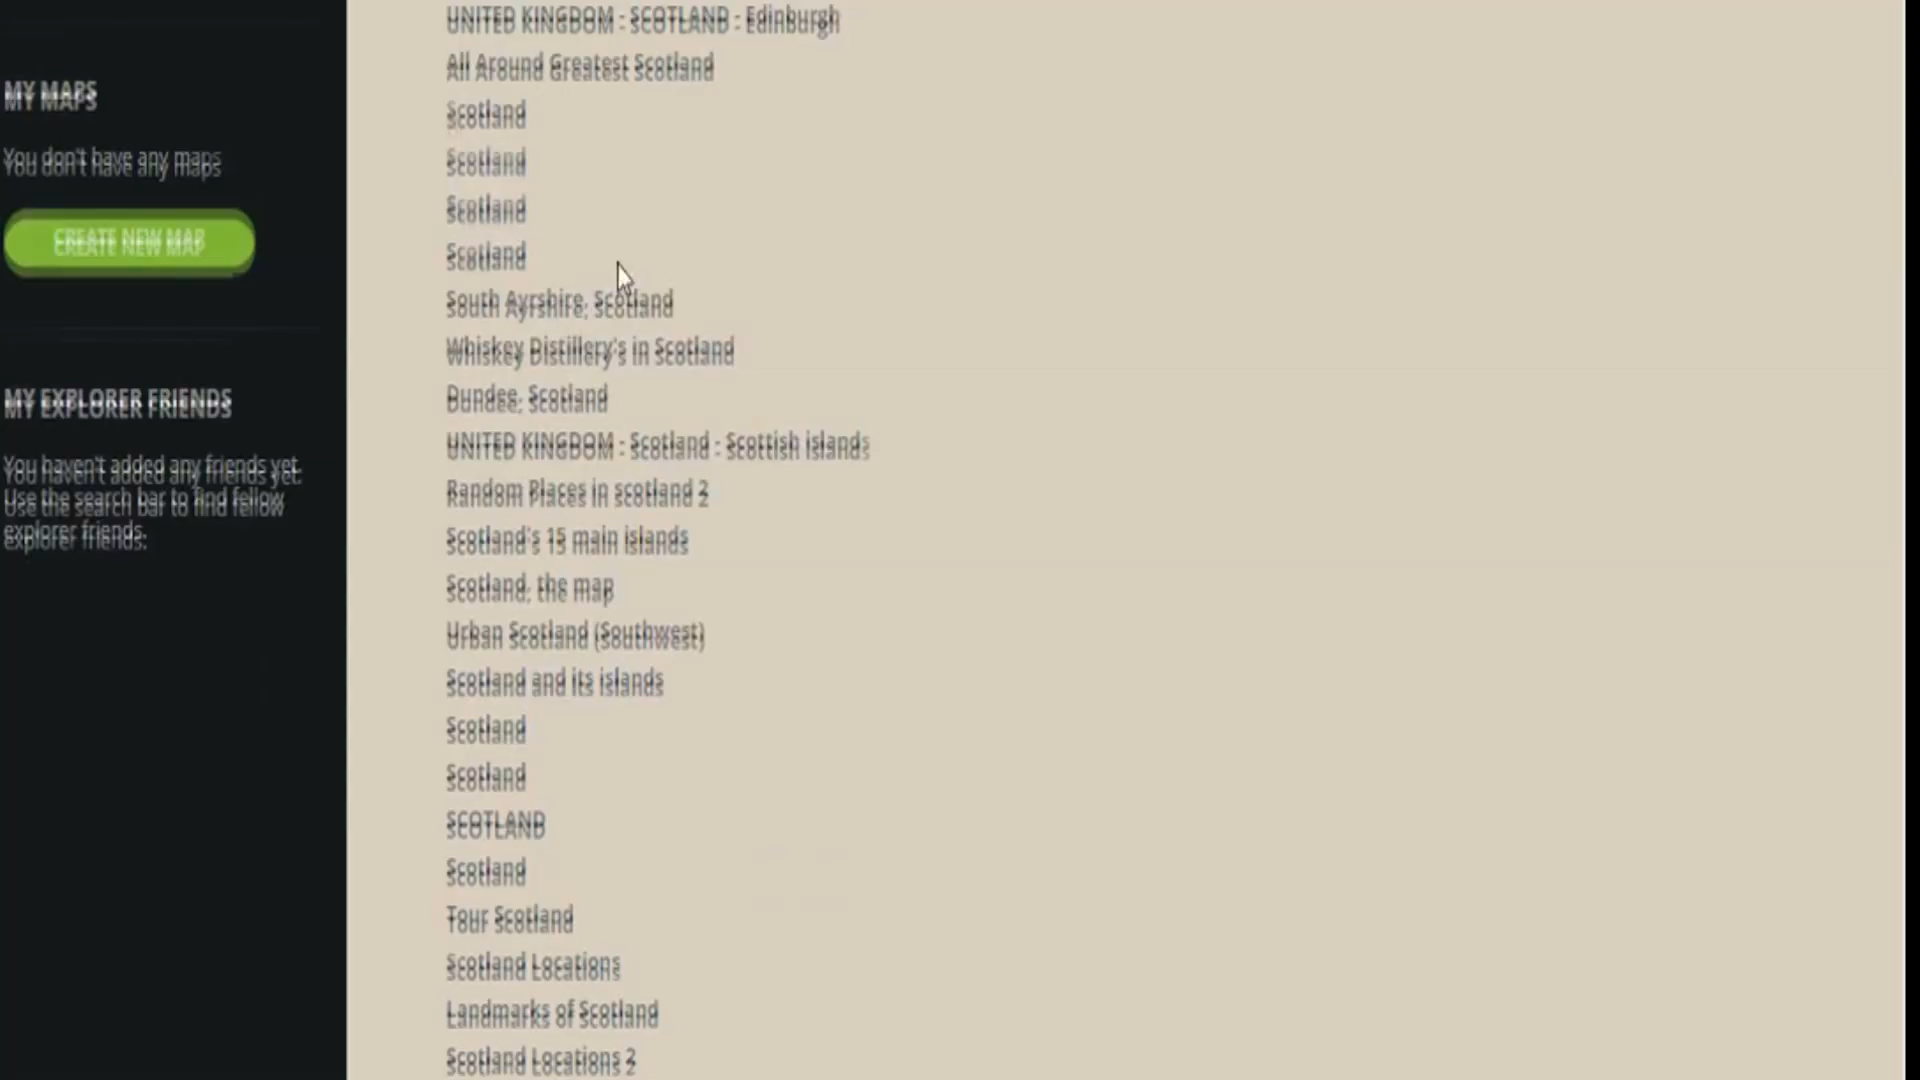 MY MAPS
You don't have any maps
CREATE NEW MAP
MY EXPLORER FRIENDS
You haven't added any friends yet.
Use the search bar to find fellow
explorer friends.
UNITED KINGDOM - SCOTLAND - Edinburgh
All Around Greatest Scotland
Scotland
Scotland
Scotland
Scotland
South Ayrshire, Scotland
Whiskey Distillery's in Scotland
Dundee, Scotland
UNITED KINGDOM - Scotland - Scottish islands
Random Places in scotland 2
Scotland's 15 main islands
Scotland, the map
Urban Scotland (Southwest)
Scotland and its islands
Scotland
Scotland
SCOTLAND
Scotland
Tour Scotland
Scotland Locations
Landmarks of Scotland
Scotland Locations 2